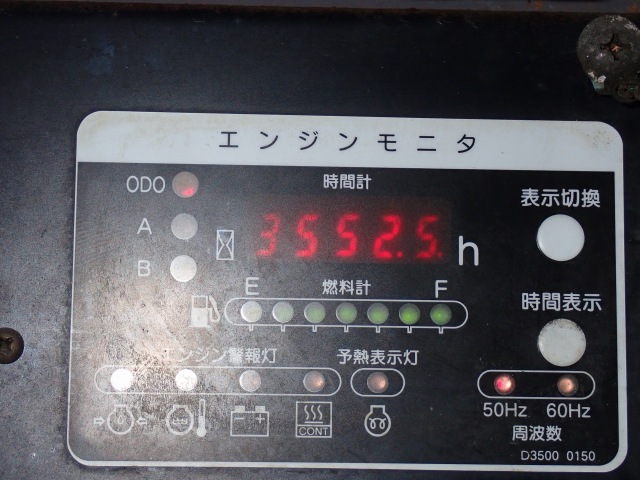 エンジンモニタ
ODO
時間計
表示切換
A
3552.5 h
B
E 燃料計 F
時間表示
エンジン警報灯 予熱表示灯
CONT
50Hz 60Hz
周波数
D3500 0150